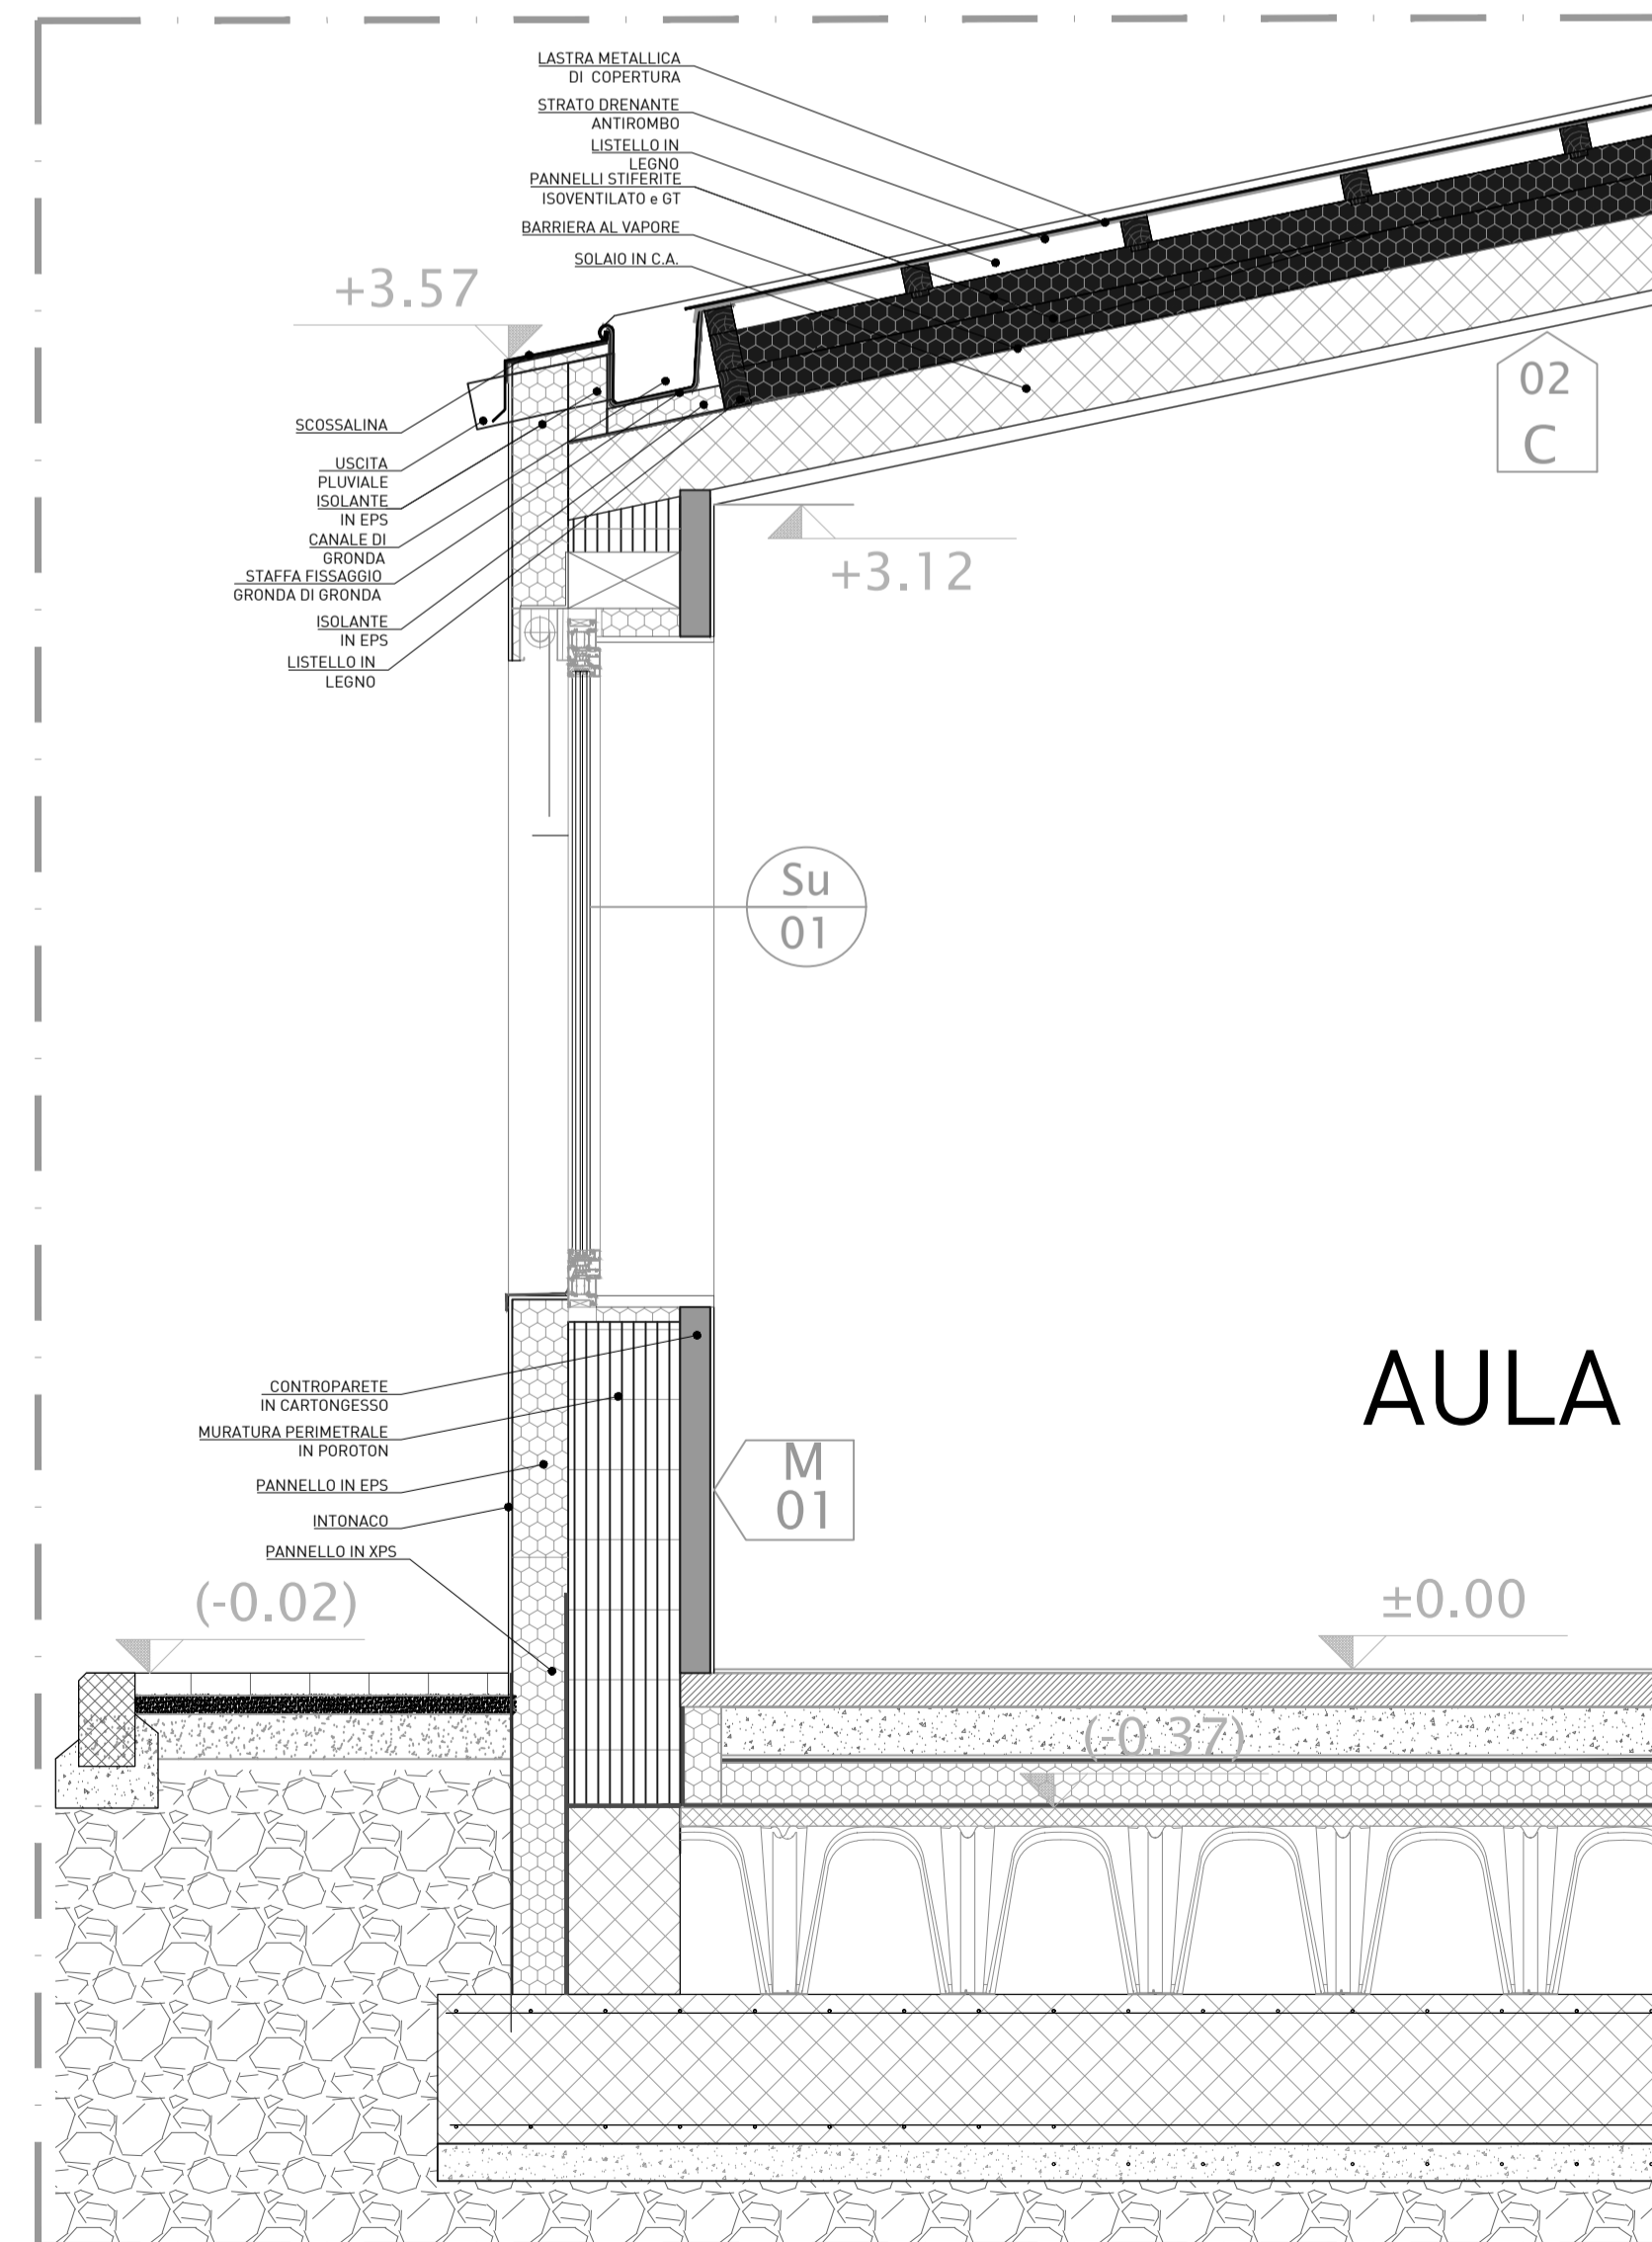 LASTRA METALLICA
DI COPERTURA
STRATO DRENANTE
ANTIROMBO
LISTELLO IN
LEGNO
PANNELLI STIFERITE
ISOVENTILATO e GT
BARRIERA AL VAPORE
SOLAIO IN C.A.
+3.57
02
C
SCOSSALINA
USCITA
PLUVIALE
ISOLANTE
IN EPS
CANALE DI
GRONDA
STAFFA FISSAGGIO
GRONDA DI GRONDA
ISOLANTE
IN EPS
LISTELLO IN
LEGNO
+3.12
Su
01
CONTROPARETE
IN CARTONGESSO
MURATURA PERIMETRALE
IN POROTON
PANNELLO IN EPS
INTONACO
PANNELLO IN XPS
AULA
M
01
(-0.02)
±0.00
(-0.37)